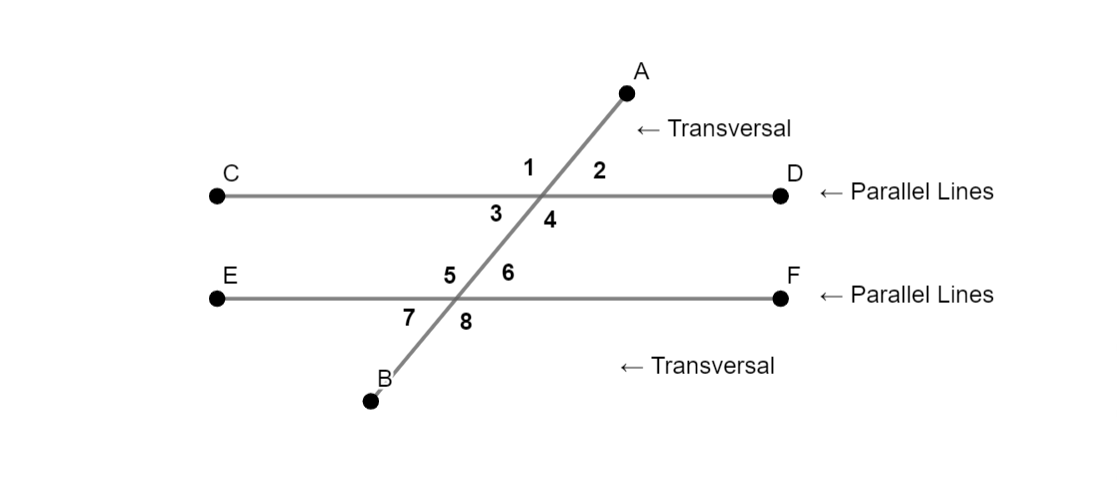 A
← Transversal
1 2
C D ← Parallel Lines
3 4
E 5 6 F ← Parallel Lines
7 8
← Transversal
B